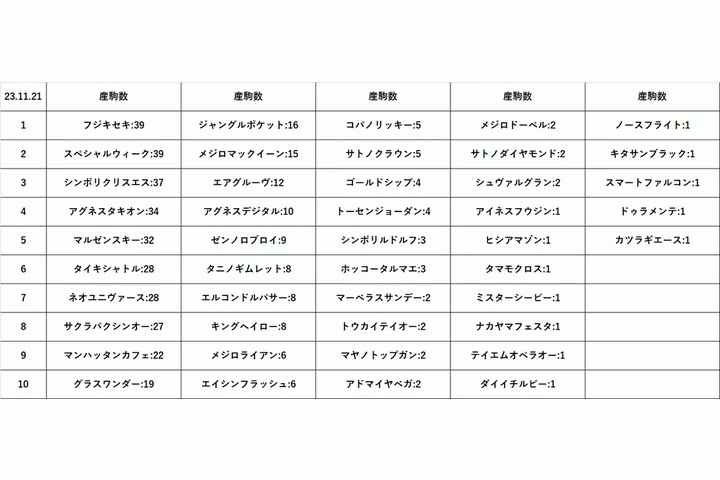 23.11.21 産駒数 産駒数 産駒数 産駒数 産駒数
1 フジキセキ:39 ジャングルポケット:16 コパノリッキー:5 メジロドーベル:2 ノースフライト:1
2 スペシャルウィーク:39 メジロマックイーン:15 サトノクラウン:5 サトノダイヤモンド:2 キタサンブラック:1
3 シンボリクリスエス:37 エアグルーヴ:12 ゴールドシップ:4 シュヴァルグラン:2 スマートファルコン:1
4 アグネスタキオン:34 アグネスデジタル:10 トーセンジョーダン:4 アイネスフウジン:1 ドゥラメンテ:1
5 マルゼンスキー:32 ゼンノロブロイ:9 シンボリルドルフ:3 ヒシアマゾン:1 カツラギエース:1
6 タイキシャトル:28 タニノギムレット:8 ホッコータルマエ:3 タマモクロス:1
7 ネオユニヴァース:28 エルコンドルパサー:8 マーベラスサンデー:2 ミスターシービー:1
8 サクラバクシンオー:27 キングヘイロー:8 トウカイテイオー:2 ナカヤマフェスタ:1
9 マンハッタンカフェ:22 メジロライアン:6 マヤノトップガン:2 テイエムオペラオー:1
10 グラスワンダー:19 エイシンフラッシュ:6 アドマイヤベガ:2 ダイイチルビー:1